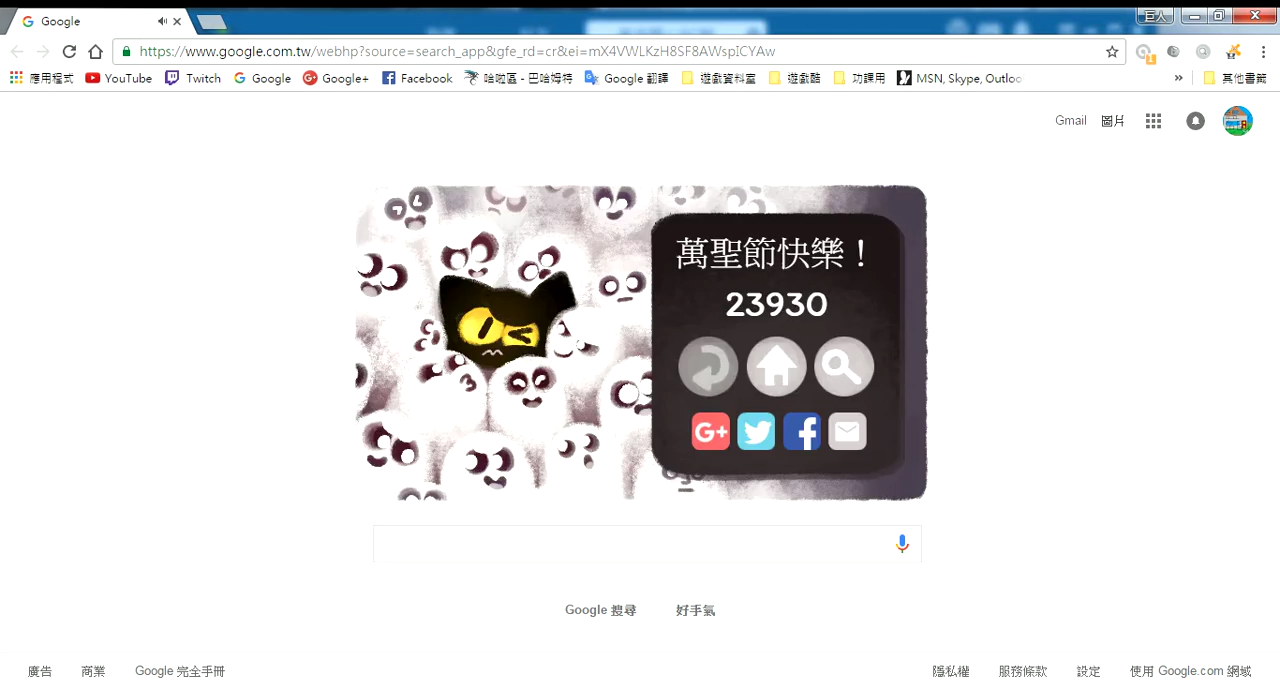 Google
巨人
https://www.google.com.tw/webhp?source=search_app&gfe_rd=cr&ei=mX4VWLKzH8SF8AWspICYAw
1
應用程式 YouTube Twitch Google Google+ Facebook 哈啦區 - 巴哈姆特 Google 翻譯 遊戲資料室 遊戲酷 功課用 MSN, Skype, Outloo » 其他書籤
Gmail 圖片
萬聖節快樂！
23930
G+
Google 搜尋 好手氣
廣告 商業 Google 完全手冊 隱私權 服務條款 設定 使用 Google.com 網域